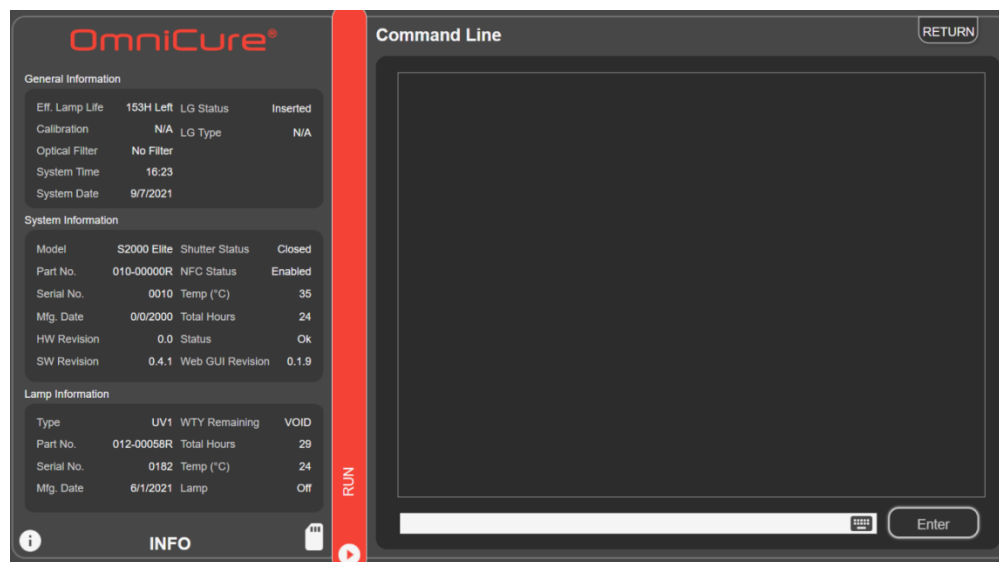 OmniCure®
General Information
Eff. Lamp Life 153H Left LG Status Inserted
Calibration N/A LG Type N/A
Optical Filter No Filter
System Time 16:23
System Date 9/7/2021
System Information
Model S2000 Elite Shutter Status Closed
Part No. 010-00000R NFC Status Enabled
Serial No. 0010 Temp (°C) 35
Mfg. Date 0/0/2000 Total Hours 24
HW Revision 0.0 Status Ok
SW Revision 0.4.1 Web GUI Revision 0.1.9
Lamp Information
Type UV1 WTY Remaining VOID
Part No. 012-00058R Total Hours 29
Serial No. 0182 Temp (°C) 24
Mfg. Date 6/1/2021 Lamp Off
INFO
RUN
Command Line
RETURN
Enter